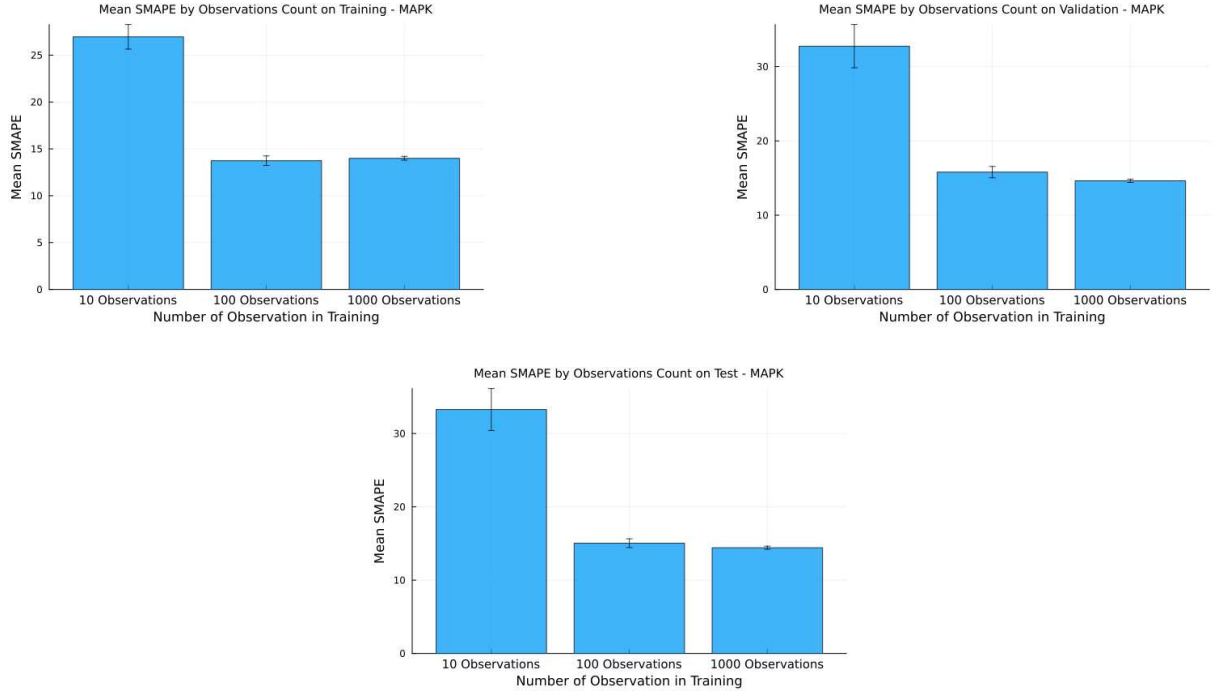 Mean SMAPE by Observations Count on Training - MAPK
Mean SMAPE
25
20
15
10
5
0
10 Observations
100 Observations
1000 Observations
Number of Observation in Training
Mean SMAPE by Observations Count on Validation - MAPK
Mean SMAPE
30
20
10
0
10 Observations
100 Observations
1000 Observations
Number of Observation in Training
Mean SMAPE by Observations Count on Test - MAPK
Mean SMAPE
30
20
10
0
10 Observations
100 Observations
1000 Observations
Number of Observation in Training